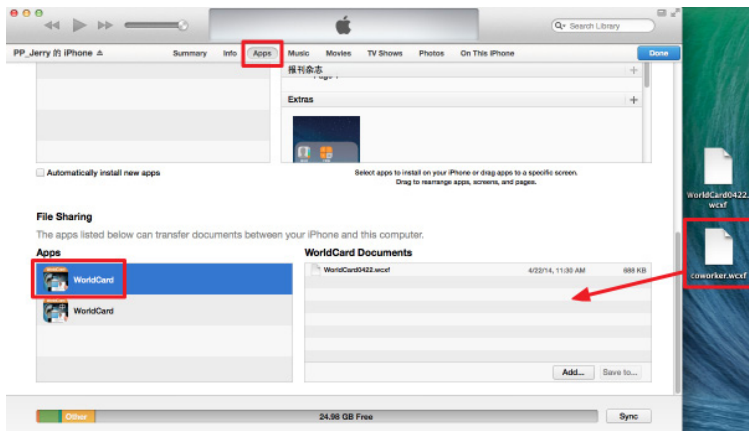 Search Library
PP_Jerry 的 iPhone
Summary Info Apps Music Movies TV Shows Photos On This iPhone Done
报刊杂志
Extras
Automatically install new apps
Select apps to install on your iPhone or drag apps to a specific screen.
Drag to rearrange apps, screens, and pages.
WorldCard0422.
wcxf
File Sharing
The apps listed below can transfer documents between your iPhone and this computer.
Apps
WorldCard Documents
WorldCard
WorldCard0422.wcxf 4/22/14, 11:30 AM 688 KB
coworker.wcxf
WorldCard
Add... Save to...
Other 24.98 GB Free Sync